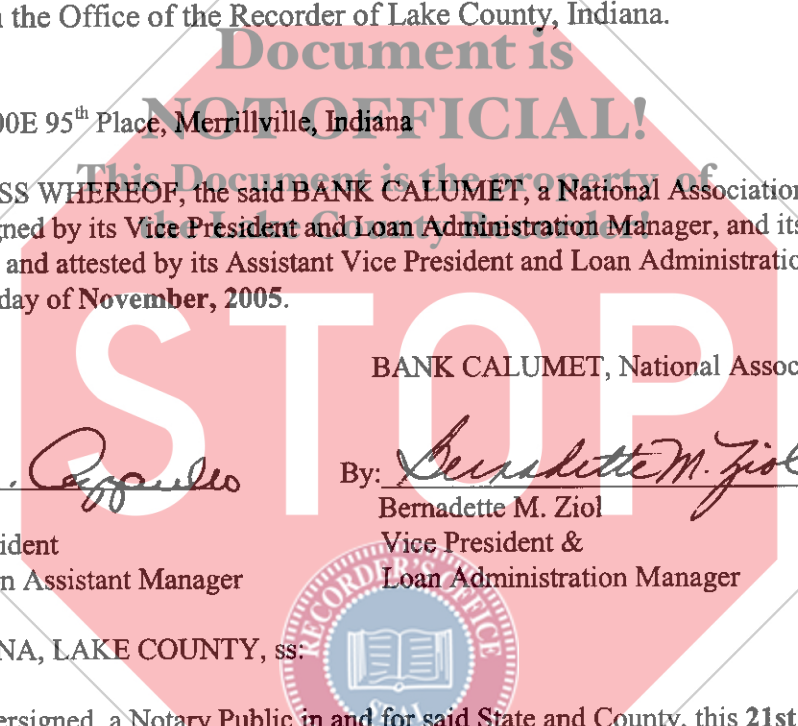 n the Office of the Recorder of Lake County, Indiana.
Document is
NOT OFFICIAL!
00E 95th Place, Merrillville, Indiana
This Document is the property of
SS WHEREOF, the said BANK CALUMET, a National Association
the Lake County Recorder!
gned by its Vice President and Loan Administration Manager, and its
and attested by its Assistant Vice President and Loan Administratio
day of November, 2005.
STOP
BANK CALUMET, National Assoc
By: Bernadette M. Ziol
Bernadette M. Ziol
ident
Vice President &
n Assistant Manager
Loan Administration Manager
RECORDER'S OFFICE
NA, LAKE COUNTY, ss:
SEAL
ersigned, a Notary Public in and for said State and County, this 21st